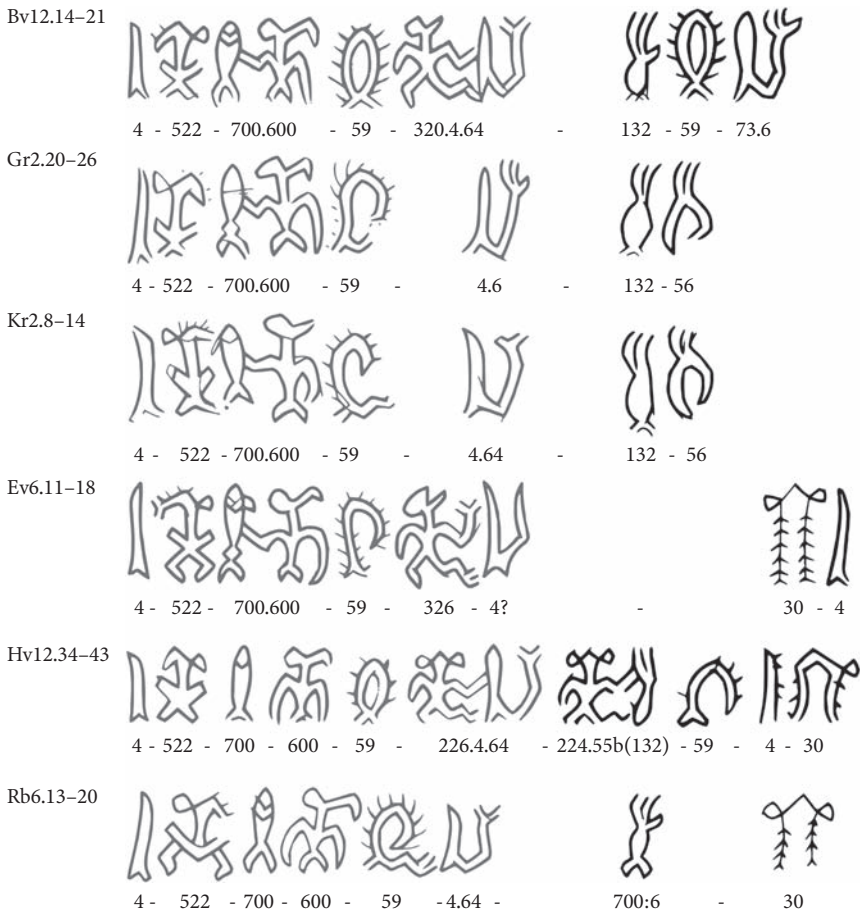 Bv12.14–21
4 - 522 - 700.600 - 59 - 320.4.64 - 132 - 59 - 73.6
Gr2.20–26
4 - 522 - 700.600 - 59 - 4.6 - 132 - 56
Kr2.8–14
4 - 522 - 700.600 - 59 - 4.64 - 132 - 56
Ev6.11–18
4 - 522 - 700.600 - 59 - 326 - 4? - 30 - 4
Hv12.34–43
4 - 522 - 700 - 600 - 59 - 226.4.64 - 224.55b(132) - 59 - 4 - 30
Rb6.13–20
4 - 522 - 700 - 600 - 59 - 4.64 - 700:6 - 30